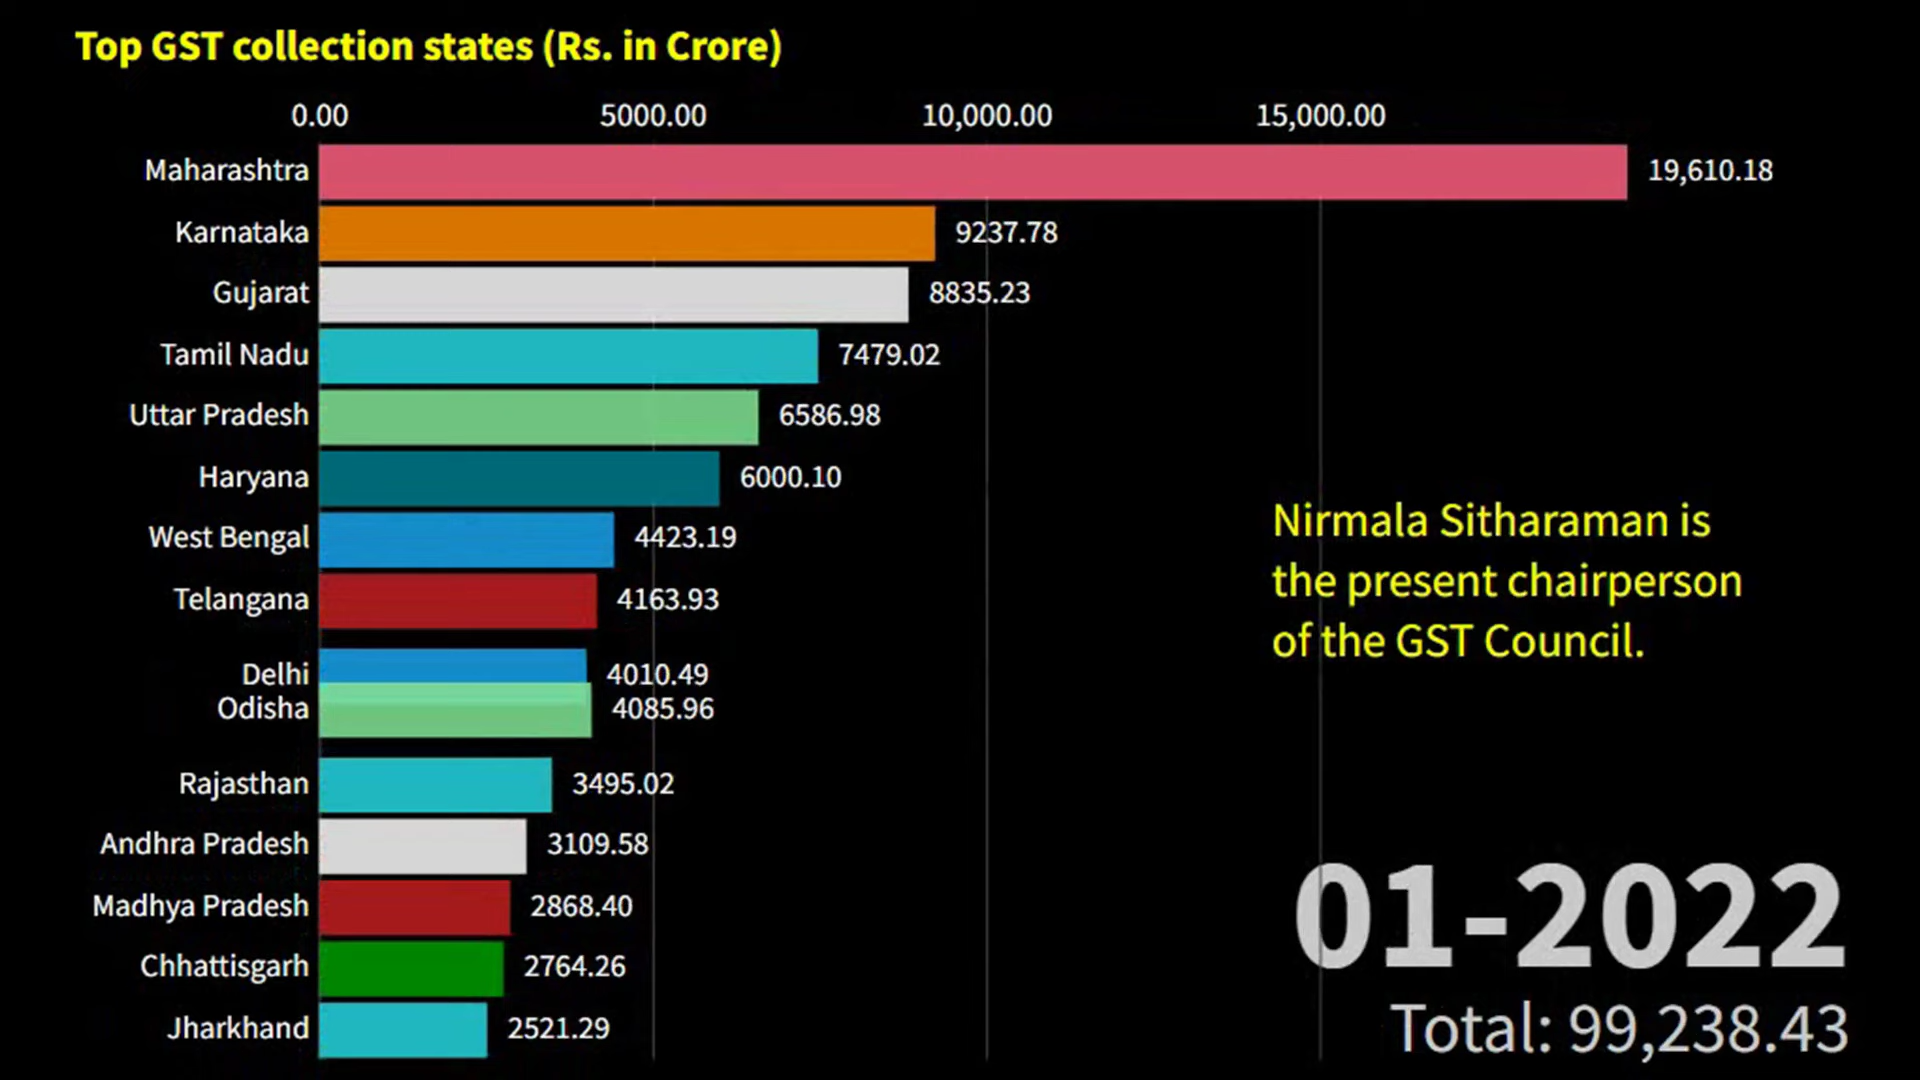 Top GST collection states (Rs. in Crore)
0.00 5000.00 10,000.00 15,000.00
Maharashtra 19,610.18
Karnataka 9237.78
Gujarat 8835.23
Tamil Nadu 7479.02
Uttar Pradesh 6586.98
Haryana 6000.10
West Bengal 4423.19
Telangana 4163.93
Delhi 4010.49
Odisha 4085.96
Rajasthan 3495.02
Andhra Pradesh 3109.58
Madhya Pradesh 2868.40
Chhattisgarh 2764.26
Jharkhand 2521.29
Nirmala Sitharaman is
the present chairperson
of the GST Council.
01-2022
Total: 99,238.43